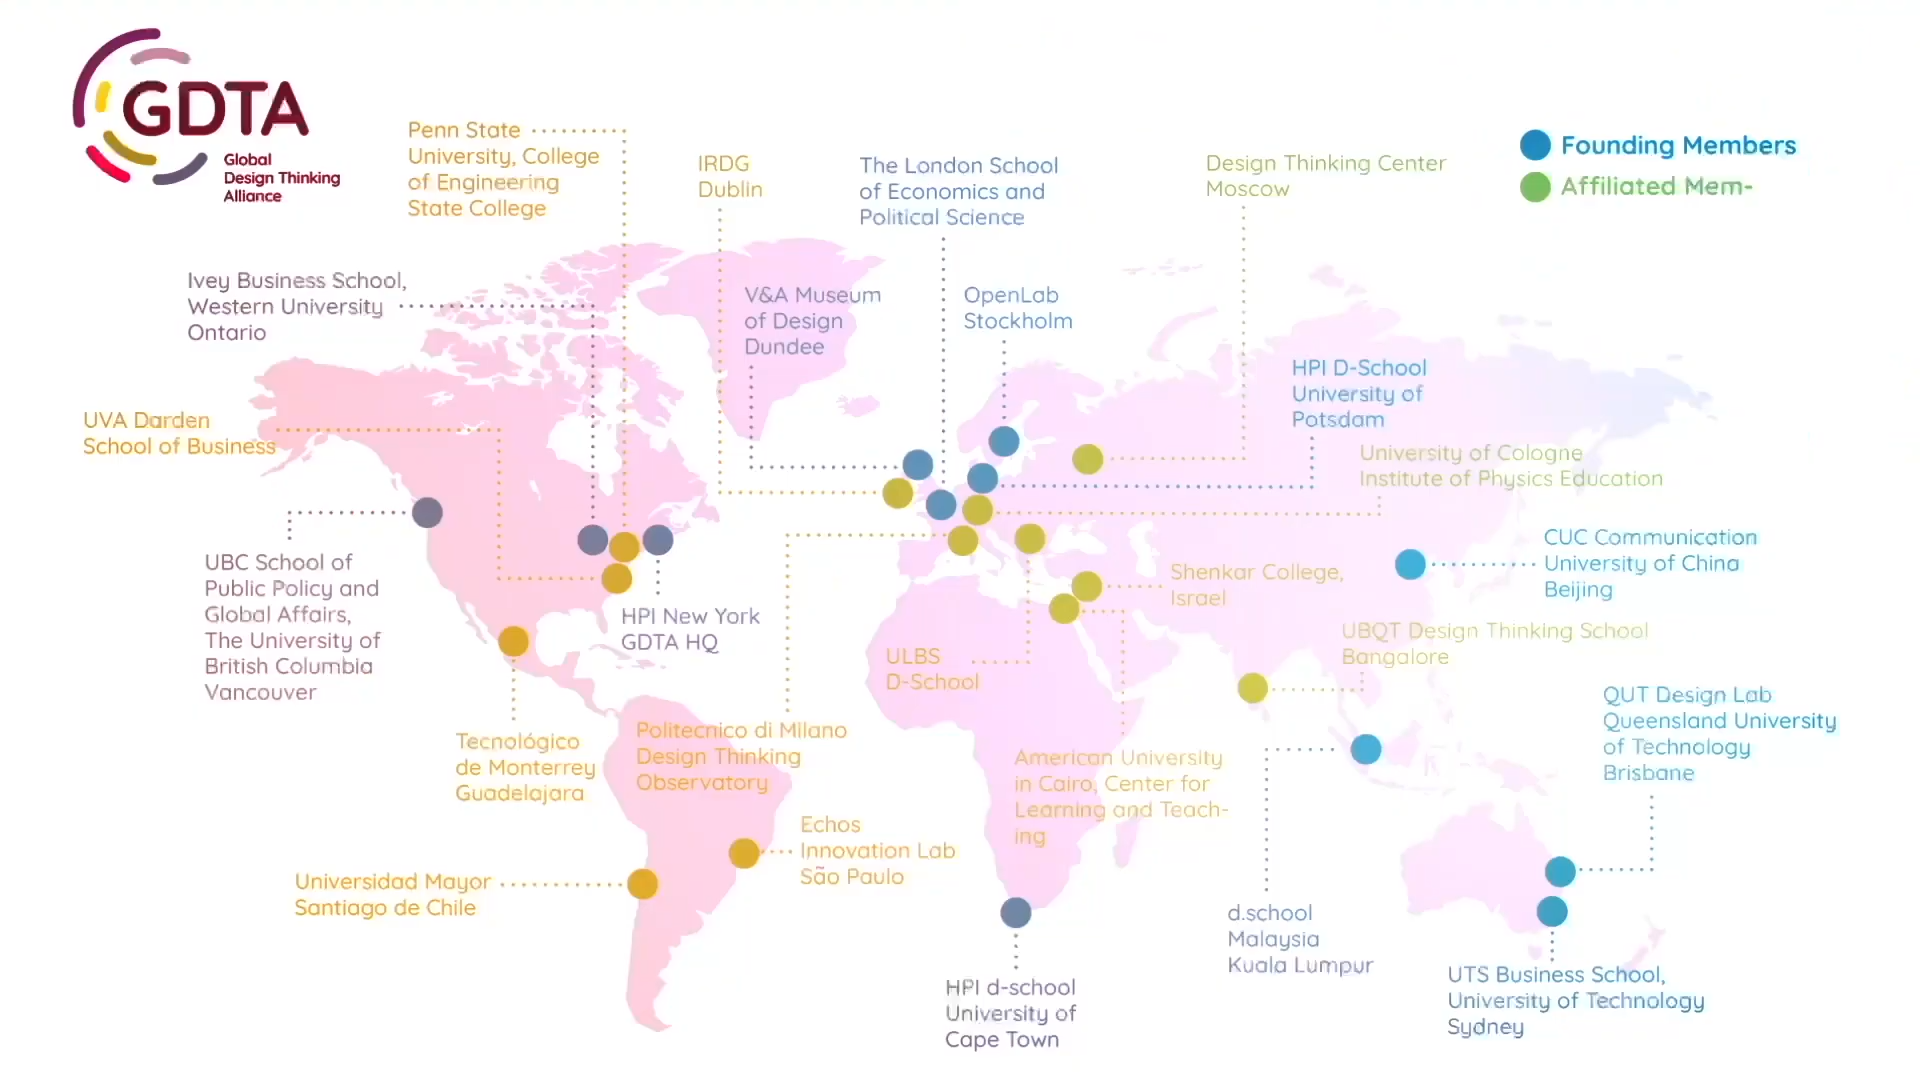 GDTA
Global
Design Thinking
Alliance
Penn State
University, College
of Engineering
State College
IRDG
Dublin
The London School
of Economics and
Political Science
Design Thinking Center
Moscow
Founding Members
Affiliated Mem-
Ivey Business School,
Western University
Ontario
V&A Museum
of Design
Dundee
OpenLab
Stockholm
HPI D-School
University of
Potsdam
UVA Darden
School of Business
University of Cologne
Institute of Physics Education
UBC School of
Public Policy and
Global Affairs,
The University of
British Columbia
Vancouver
HPI New York
GDTA HQ
Shenkar College,
Israel
CUC Communication
University of China
Beijing
ULBS
D-School
UBQT Design Thinking School
Bangalore
Tecnológico
de Monterrey
Guadelajara
Politecnico di Milano
Design Thinking
Observatory
American University
in Cairo, Center for
Learning and Teach-
ing
QUT Design Lab
Queensland University
of Technology
Brisbane
Echos
Innovation Lab
São Paulo
Universidad Mayor
Santiago de Chile
HPI d-school
University of
Cape Town
d.school
Malaysia
Kuala Lumpur
UTS Business School,
University of Technology
Sydney